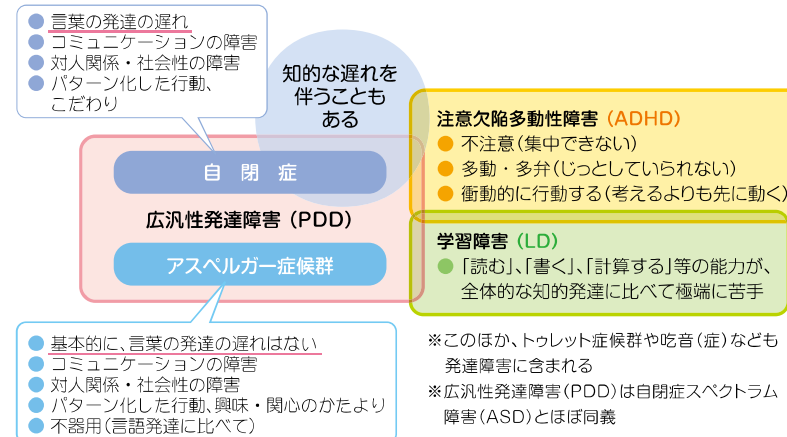 ● 言葉の発達の遅れ
● コミュニケーションの障害
● 対人関係・社会性の障害
● パターン化した行動、
こだわり
知的な遅れを
伴うことも
ある
自閉症
広汎性発達障害（PDD）
アスペルガー症候群
● 基本的に、言葉の発達の遅れはない
● コミュニケーションの障害
● 対人関係・社会性の障害
● パターン化した行動、興味・関心のかたより
● 不器用（言語発達に比べて）
注意欠陥多動性障害（ADHD）
● 不注意（集中できない）
● 多動・多弁（じっとしていられない）
● 衝動的に行動する（考えるよりも先に動く）
学習障害（LD）
● 「読む」、「書く」、「計算する」等の能力が、
全体的な知的発達に比べて極端に苦手
※このほか、トゥレット症候群や吃音（症）なども
発達障害に含まれる
※広汎性発達障害（PDD）は自閉症スペクトラム
障害（ASD）とほぼ同義